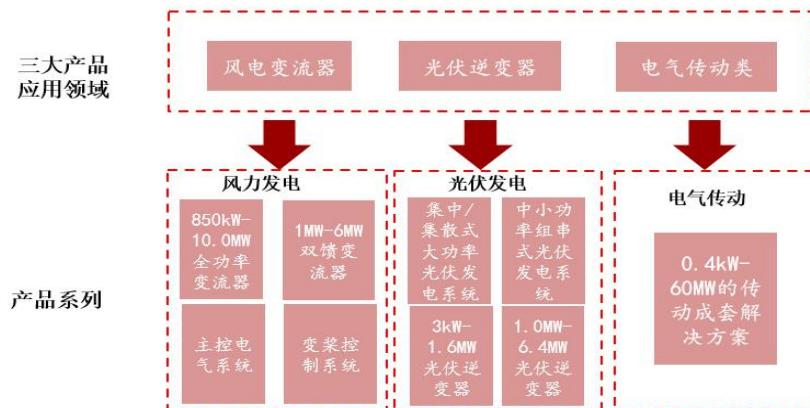 三大产品
应用领域
风电变流器
光伏逆变器
电气传动类
风力发电
850kW-
10.0MW
全功率
变流器
1MW-6MW
双馈变
流器
主控电
气系统
变桨控
制系统
光伏发电
集中/
集散式
大功率
光伏发
电系统
中小功
率组串
式光伏
发电系
统
3kW-
1.6MW
光伏逆
变器
1.0MW-
6.4MW
光伏逆
变器
电气传动
0.4kW-
60MW的传
动成套解
决方案
产品系列